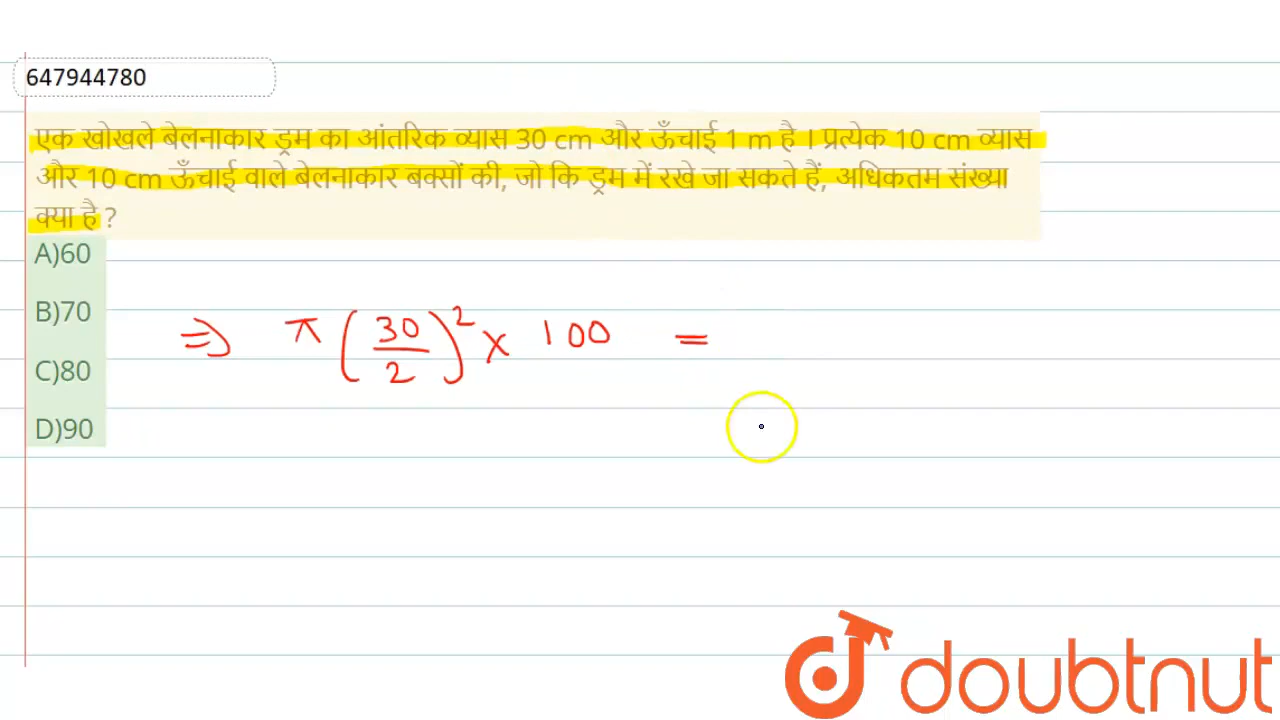 647944780
एक खोखले बेलनाकार ड्रम का आंतरिक व्यास 30 cm और ऊँचाई 1 m है । प्रत्येक 10 cm व्यास
और 10 cm ऊँचाई वाले बेलनाकार बक्सों की, जो कि ड्रम में रखे जा सकते हैं, अधिकतम संख्या
क्या है ?
A)60
B)70
C)80
D)90
⇒ π (30/2)² × 100 =
doubtnut